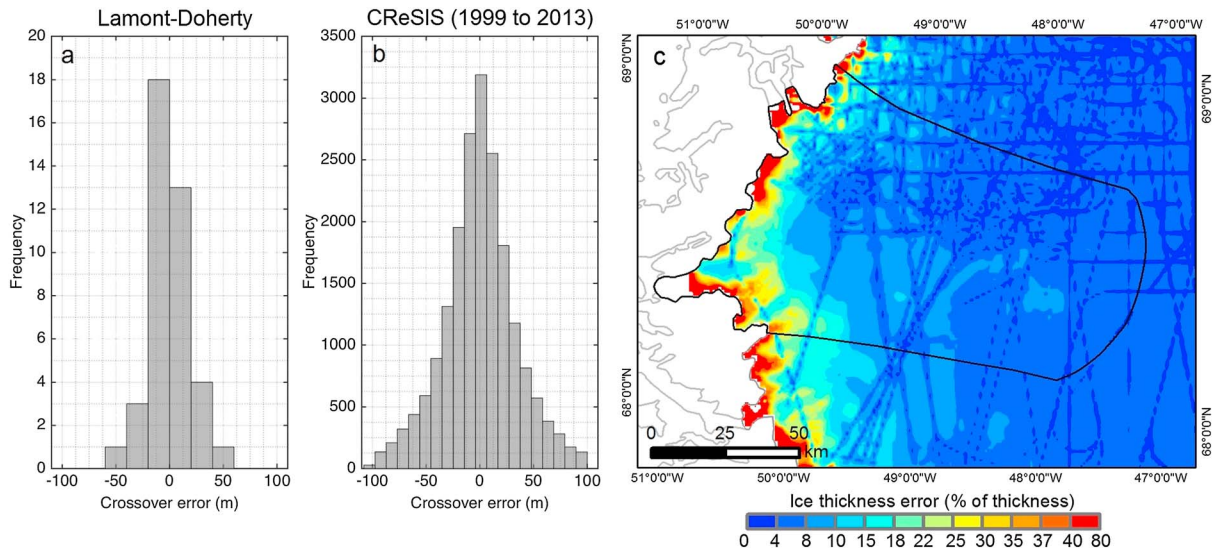 Lamont-Doherty
CReSIS (1999 to 2013)
a
20
18
16
14
12
10
8
6
4
2
0
Frequency
-100 -50 0 50 100
Crossover error (m)
b
3500
3000
2500
2000
1500
1000
500
0
Frequency
-100 -50 0 50 100
Crossover error (m)
c
51°0'0"W 50°0'0"W 49°0'0"W 48°0'0"W 47°0'0"W
69°0'0"N
68°0'0"N
69°0'0"N
68°0'0"N
0 25 50
km
51°0'0"W 50°0'0"W 49°0'0"W 48°0'0"W 47°0'0"W
Ice thickness error (% of thickness)
0 4 8 10 15 18 22 25 30 35 37 40 80